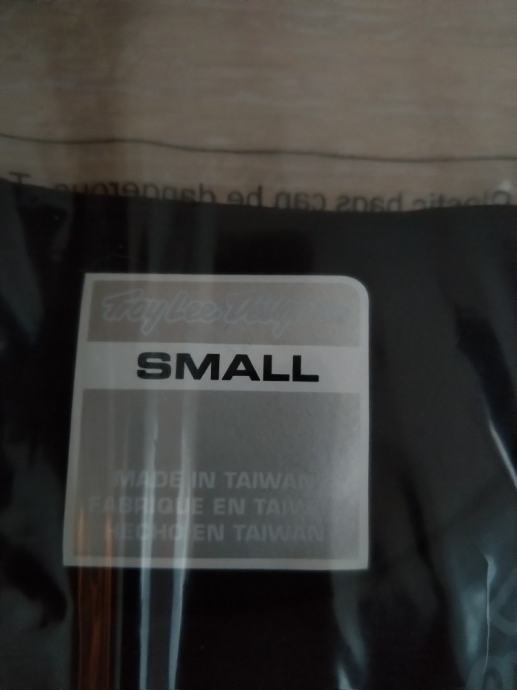 Plastic bags can be dangerous. T
Troy Lee Designs
SMALL
MADE IN TAIWAN
FABRIQUE EN TAIWAN
HECHO EN TAIWAN